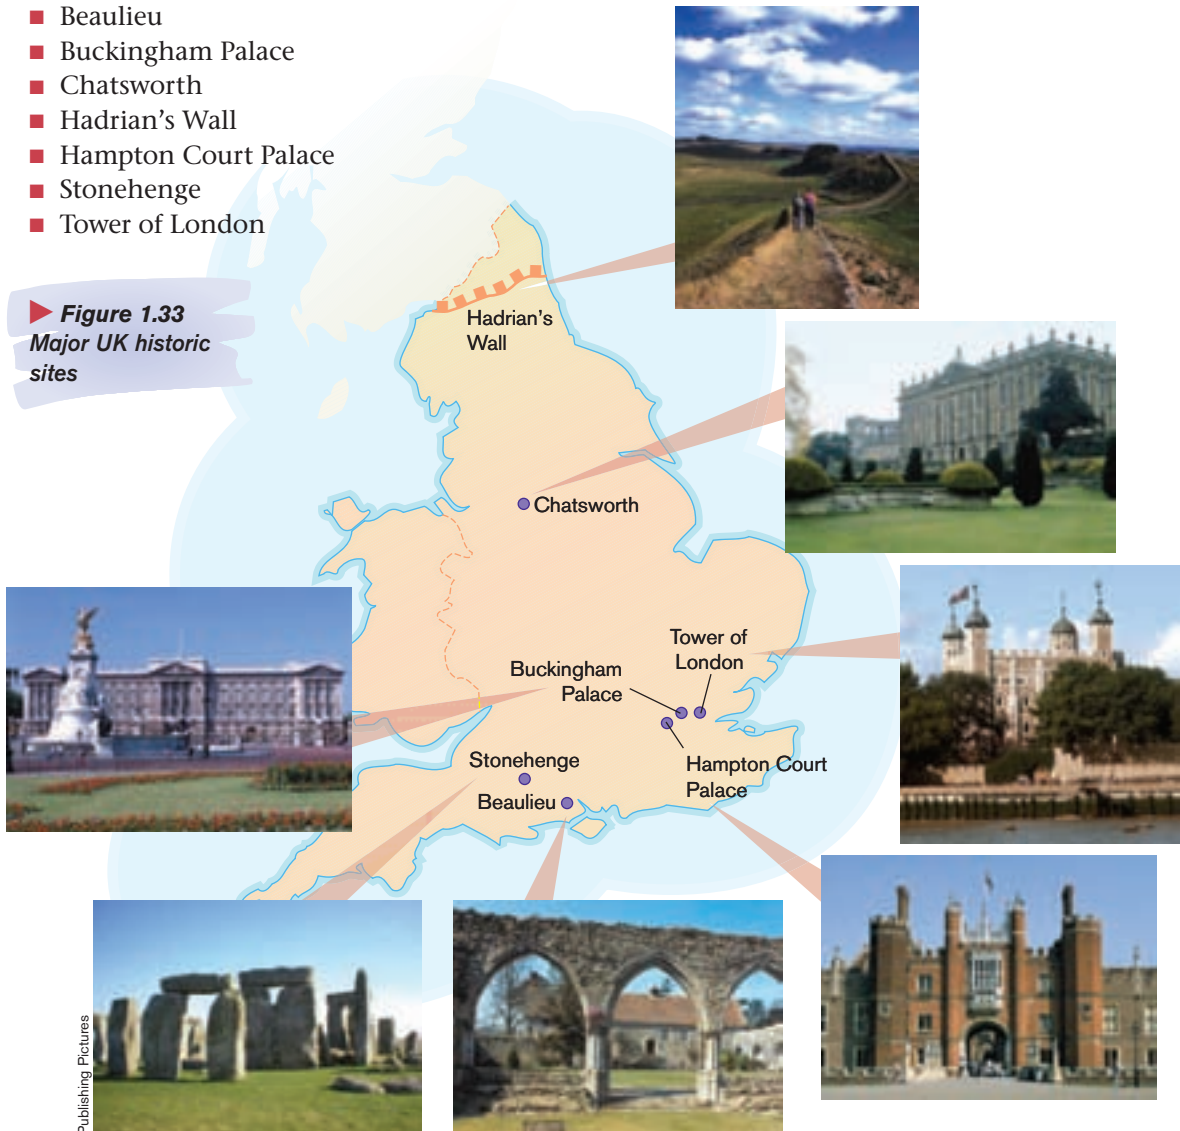 ■ Beaulieu
■ Buckingham Palace
■ Chatsworth
■ Hadrian’s Wall
■ Hampton Court Palace
■ Stonehenge
■ Tower of London
▶ Figure 1.33
Major UK historic
sites
Hadrian’s
Wall
Chatsworth
Tower of
London
Buckingham
Palace
Stonehenge
Hampton Court
Palace
Beaulieu
Publishing Pictures